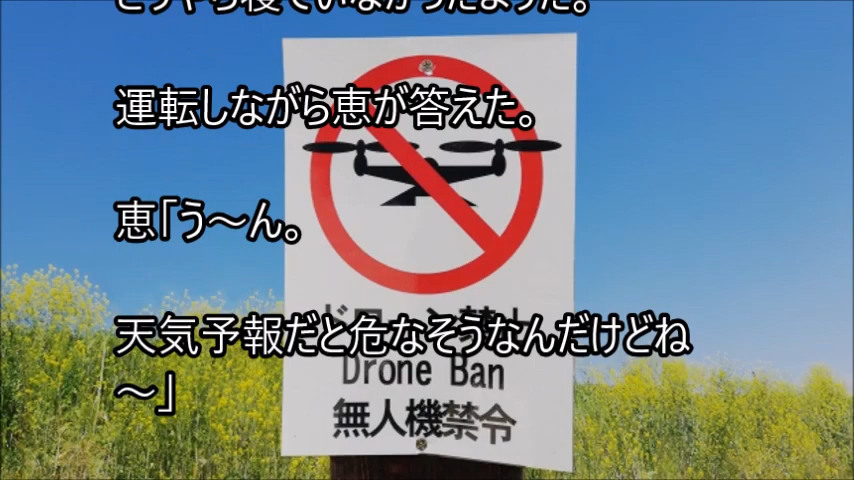 運転しながら恵が答えた。
恵「う～ん。
天気予報だと危なそうなんだけどね
～」
Drone Ban
無人機禁令